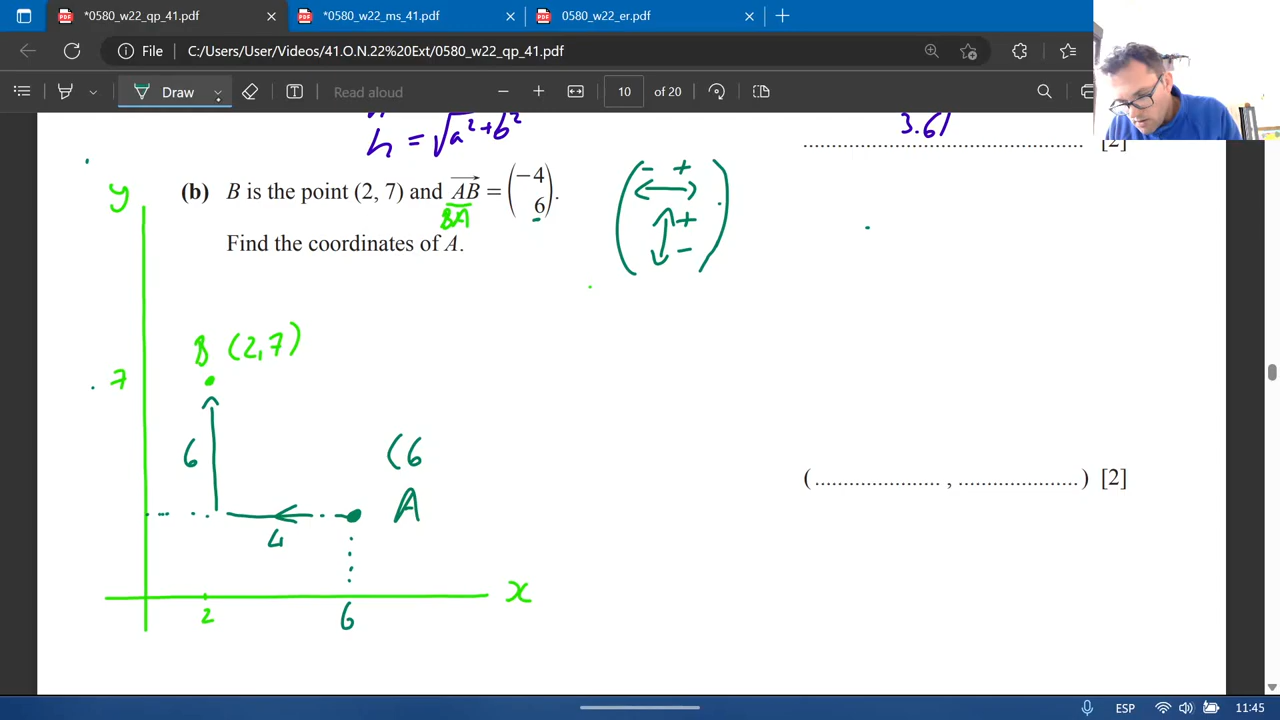 *0580_w22_qp_41.pdf
*0580_w22_ms_41.pdf
0580_w22_er.pdf
File C:/Users/User/Videos/41.O.N.22%20Ext/0580_w22_qp_41.pdf
Draw
Read aloud
10 of 20
h = √a²+b²
3.61
[2]
(b) B is the point (2, 7) and AB = (-4 6).
BA
- +
+
-
Find the coordinates of A.
y
B (2,7)
7
6
(6
A
4
(...................... , .....................) [2]
x
2
6
ESP
11:45